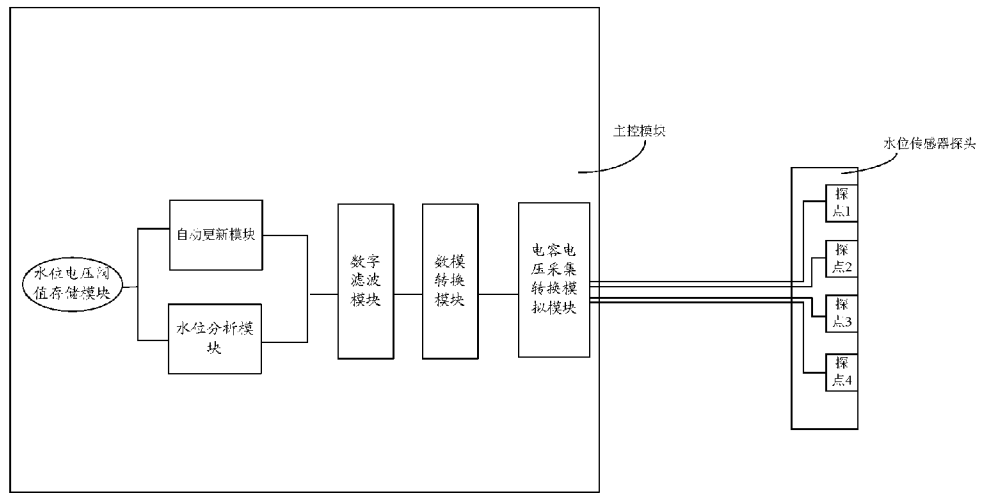 主控模块
水位传感器探头
探
点1
自动更新模块
数字
滤波
模块
数模
转换
模块
电容电
压采集
转换模
拟模块
探
点2
水位电压阀
值存储模块
水位分析模
块
探
点3
探
点4